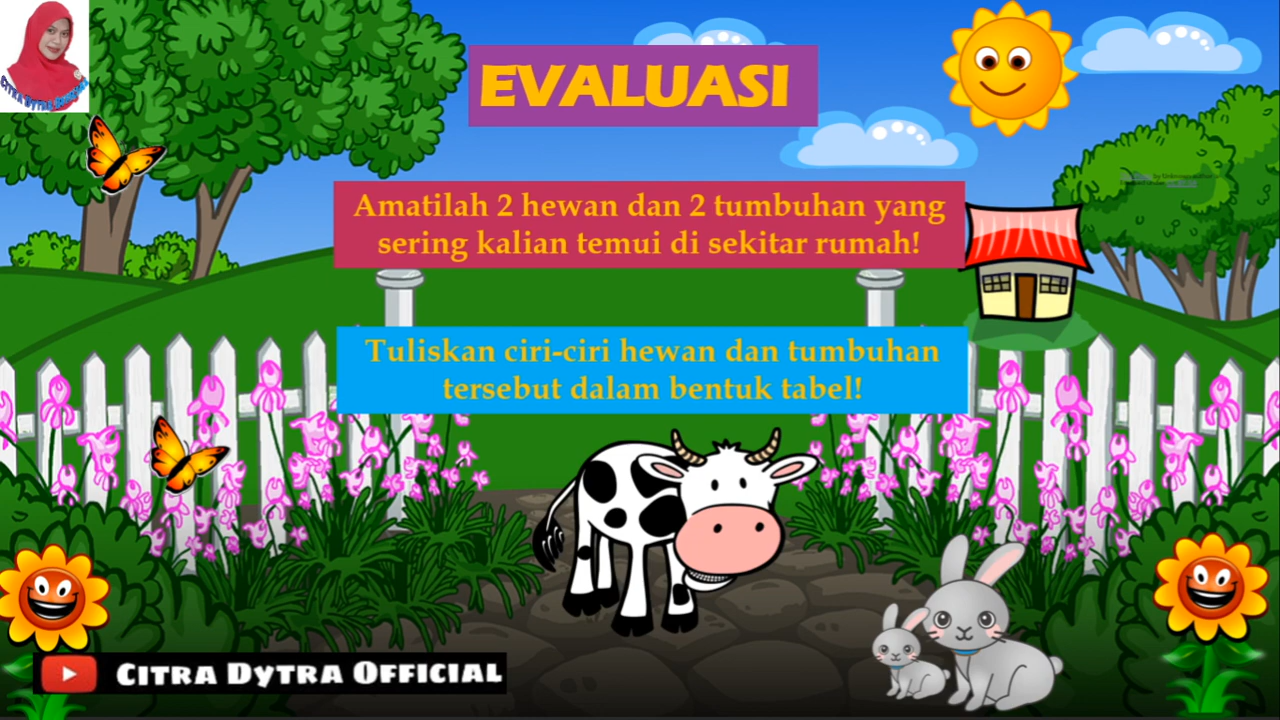 EVALUASI
Amatilah 2 hewan dan 2 tumbuhan yang
sering kalian temui di sekitar rumah!
Tuliskan ciri-ciri hewan dan tumbuhan
tersebut dalam bentuk tabel!
CITRA DYTRA OFFICIAL